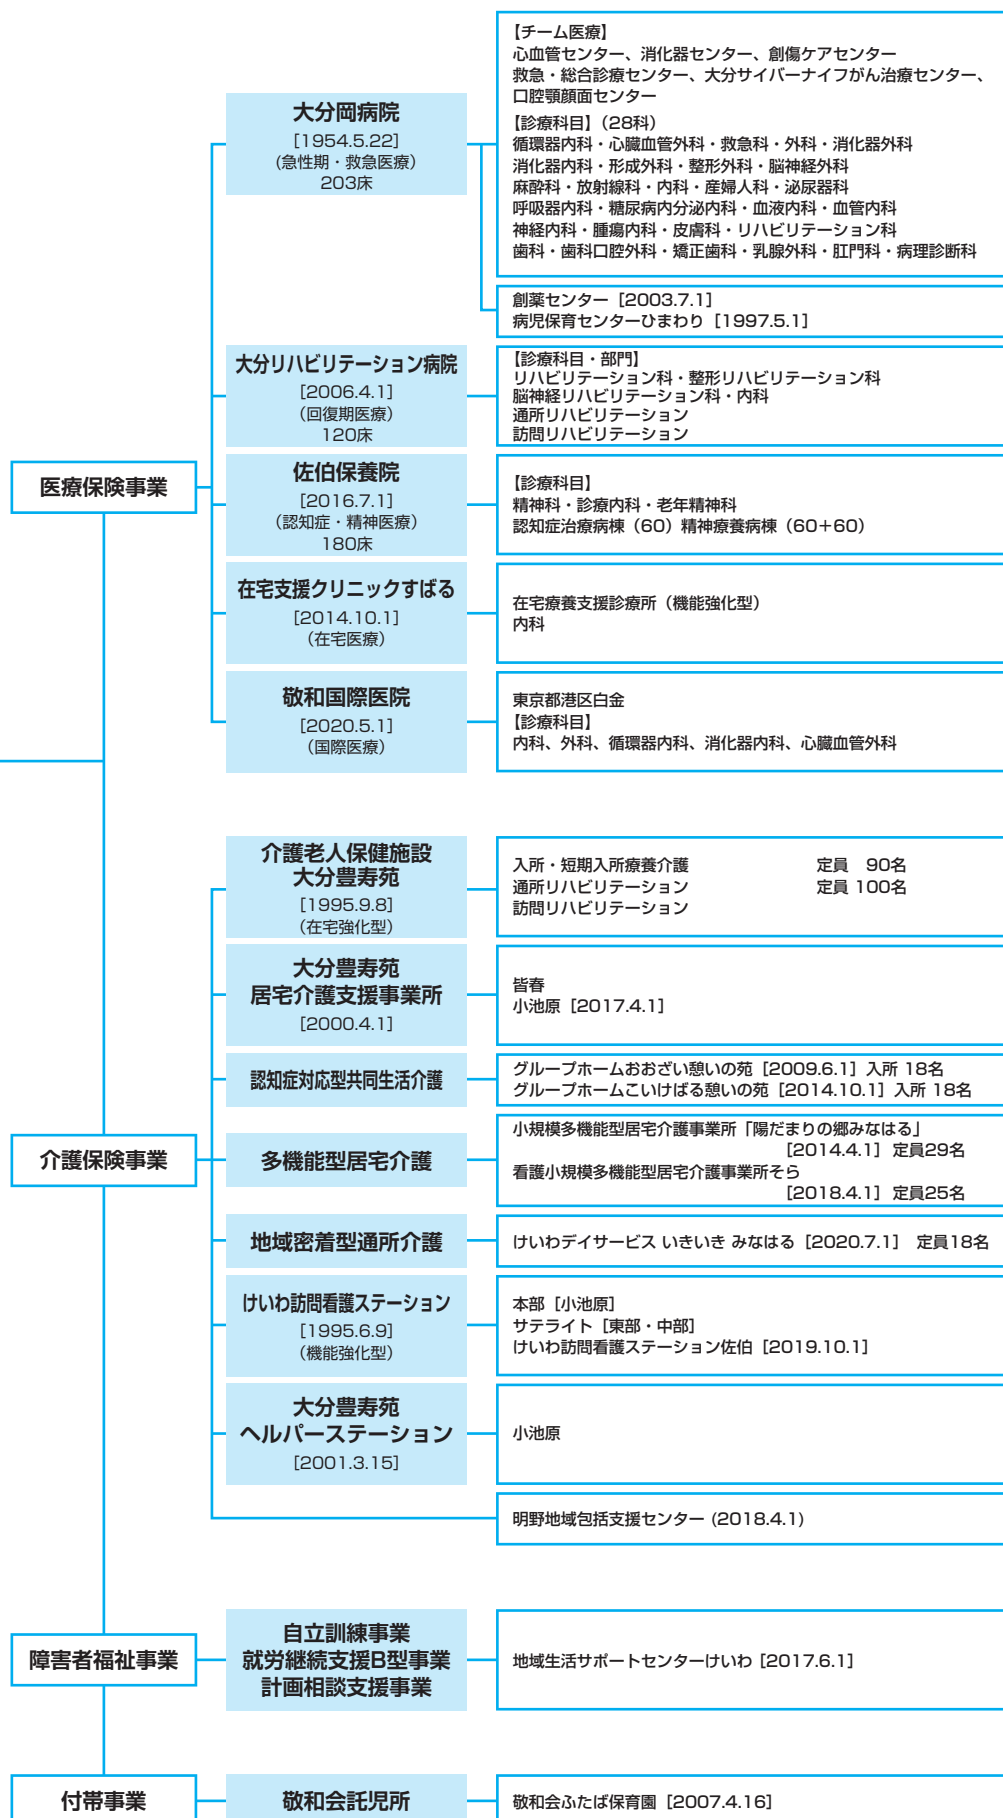 医療保険事業
大分岡病院
[1954.5.22]
(急性期・救急医療)
203床
【チーム医療】
心血管センター、消化器センター、創傷ケアセンター
救急・総合診療センター、大分サイバーナイフがん治療センター、
口腔顎顔面センター
【診療科目】(28科)
循環器内科・心臓血管外科・救急科・外科・消化器外科
消化器内科・形成外科・整形外科・脳神経外科
麻酔科・放射線科・内科・産婦人科・泌尿器科
呼吸器内科・糖尿病内分泌内科・血液内科・血管内科
神経内科・腫瘍内科・皮膚科・リハビリテーション科
歯科・歯科口腔外科・矯正歯科・乳腺外科・肛門科・病理診断科
創薬センター [2003.7.1]
病児保育センターひまわり [1997.5.1]
大分リハビリテーション病院
[2006.4.1]
(回復期医療)
120床
【診療科目・部門】
リハビリテーション科・整形リハビリテーション科
脳神経リハビリテーション科・内科
通所リハビリテーション
訪問リハビリテーション
佐伯保養院
[2016.7.1]
(認知症・精神医療)
180床
【診療科目】
精神科・診療内科・老年精神科
認知症治療病棟(60)精神療養病棟(60+60)
在宅支援クリニックすばる
[2014.10.1]
(在宅医療)
在宅療養支援診療所(機能強化型)
内科
敬和国際医院
[2020.5.1]
(国際医療)
東京都港区白金
【診療科目】
内科、外科、循環器内科、消化器内科、心臓血管外科
介護保険事業
介護老人保健施設
大分豊寿苑
[1995.9.8]
(在宅強化型)
入所・短期入所療養介護 定員 90名
通所リハビリテーション 定員 100名
訪問リハビリテーション
大分豊寿苑
居宅介護支援事業所
[2000.4.1]
皆春
小池原 [2017.4.1]
認知症対応型共同生活介護
グループホームおおざい憩いの苑 [2009.6.1] 入所 18名
グループホームこいけばる憩いの苑 [2014.10.1] 入所 18名
多機能型居宅介護
小規模多機能型居宅介護事業所「陽だまりの郷みなはる」
[2014.4.1] 定員29名
看護小規模多機能型居宅介護事業所そら
[2018.4.1] 定員25名
地域密着型通所介護
けいわデイサービス いきいき みなはる [2020.7.1] 定員18名
けいわ訪問看護ステーション
[1995.6.9]
(機能強化型)
本部 [小池原]
サテライト [東部・中部]
けいわ訪問看護ステーション佐伯 [2019.10.1]
大分豊寿苑
ヘルパーステーション
[2001.3.15]
小池原
明野地域包括支援センター (2018.4.1)
障害者福祉事業
自立訓練事業
就労継続支援B型事業
計画相談支援事業
地域生活サポートセンターけいわ [2017.6.1]
付帯事業
敬和会託児所
敬和会ふたば保育園 [2007.4.16]